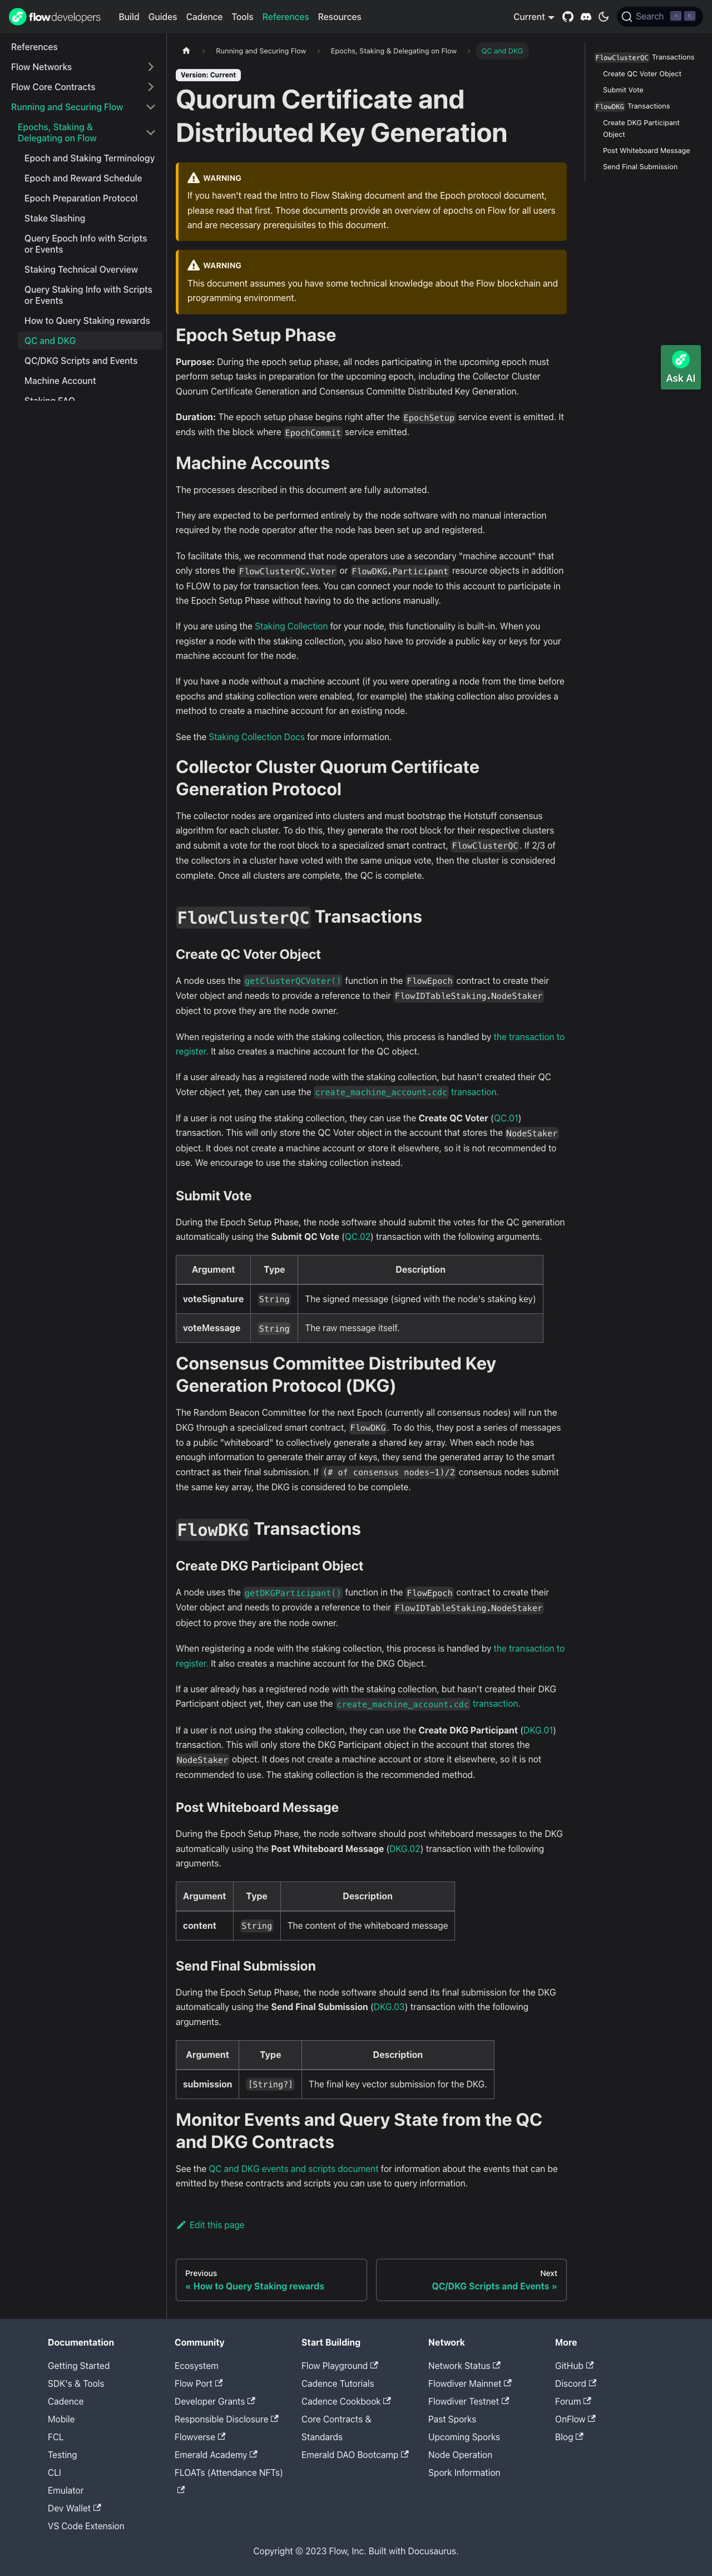 flow developers
Build Guides Cadence Tools References Resources
Current
Search
References
Flow Networks
Flow Core Contracts
Running and Securing Flow
Epochs, Staking &
Delegating on Flow
Epoch and Staking Terminology
Epoch and Reward Schedule
Epoch Preparation Protocol
Stake Slashing
Query Epoch Info with Scripts
or Events
Staking Technical Overview
Query Staking Info with Scripts
or Events
How to Query Staking rewards
QC and DKG
QC/DKG Scripts and Events
Machine Account
Staking FAQ
Running and Securing Flow
Epochs, Staking & Delegating on Flow
QC and DKG
Version: Current
Quorum Certificate and
Distributed Key Generation
WARNING
If you haven't read the Intro to Flow Staking document and the Epoch protocol document,
please read that first. Those documents provide an overview of epochs on Flow for all users
and are necessary prerequisites to this document.
WARNING
This document assumes you have some technical knowledge about the Flow blockchain and
programming environment.
Epoch Setup Phase
Purpose: During the epoch setup phase, all nodes participating in the upcoming epoch must
perform setup tasks in preparation for the upcoming epoch, including the Collector Cluster
Quorum Certificate Generation and Consensus Committe Distributed Key Generation.
Duration: The epoch setup phase begins right after the EpochSetup service event is emitted. It
ends with the block where EpochCommit service emitted.
Machine Accounts
The processes described in this document are fully automated.
They are expected to be performed entirely by the node software with no manual interaction
required by the node operator after the node has been set up and registered.
To facilitate this, we recommend that node operators use a secondary "machine account" that
only stores the FlowClusterQC.Voter or FlowDKG.Participant resource objects in addition
to FLOW to pay for transaction fees. You can connect your node to this account to participate in
the Epoch Setup Phase without having to do the actions manually.
If you are using the Staking Collection for your node, this functionality is built-in. When you
register a node with the staking collection, you also have to provide a public key or keys for your
machine account for the node.
If you have a node without a machine account (if you were operating a node from the time before
epochs and staking collection were enabled, for example) the staking collection also provides a
method to create a machine account for an existing node.
See the Staking Collection Docs for more information.
Collector Cluster Quorum Certificate
Generation Protocol
The collector nodes are organized into clusters and must bootstrap the Hotstuff consensus
algorithm for each cluster. To do this, they generate the root block for their respective clusters
and submit a vote for the root block to a specialized smart contract, FlowClusterQC. If 2/3 of
the collectors in a cluster have voted with the same unique vote, then the cluster is considered
complete. Once all clusters are complete, the QC is complete.
FlowClusterQC Transactions
Create QC Voter Object
A node uses the getClusterQCVoter() function in the FlowEpoch contract to create their
Voter object and needs to provide a reference to their FlowIDTableStaking.NodeStaker
object to prove they are the node owner.
When registering a node with the staking collection, this process is handled by the transaction to
register. It also creates a machine account for the QC object.
If a user already has a registered node with the staking collection, but hasn't created their QC
Voter object yet, they can use the create_machine_account.cdc transaction.
If a user is not using the staking collection, they can use the Create QC Voter (QC.01)
transaction. This will only store the QC Voter object in the account that stores the NodeStaker
object. It does not create a machine account or store it elsewhere, so it is not recommended to
use. We encourage to use the staking collection instead.
Submit Vote
During the Epoch Setup Phase, the node software should submit the votes for the QC generation
automatically using the Submit QC Vote (QC.02) transaction with the following arguments.
Argument Type Description
voteSignature String The signed message (signed with the node's staking key)
voteMessage String The raw message itself.
Consensus Committee Distributed Key
Generation Protocol (DKG)
The Random Beacon Committee for the next Epoch (currently all consensus nodes) will run the
DKG through a specialized smart contract, FlowDKG. To do this, they post a series of messages
to a public "whiteboard" to collectively generate a shared key array. When each node has
enough information to generate their array of keys, they send the generated array to the smart
contract as their final submission. If (# of consensus nodes-1)/2 consensus nodes submit
the same key array, the DKG is considered to be complete.
FlowDKG Transactions
Create DKG Participant Object
A node uses the getDKGParticipant() function in the FlowEpoch contract to create their
Voter object and needs to provide a reference to their FlowIDTableStaking.NodeStaker
object to prove they are the node owner.
When registering a node with the staking collection, this process is handled by the transaction to
register. It also creates a machine account for the DKG Object.
If a user already has a registered node with the staking collection, but hasn't created their DKG
Participant object yet, they can use the create_machine_account.cdc transaction.
If a user is not using the staking collection, they can use the Create DKG Participant (DKG.01)
transaction. This will only store the DKG Participant object in the account that stores the
NodeStaker object. It does not create a machine account or store it elsewhere, so it is not
recommended to use. The staking collection is the recommended method.
Post Whiteboard Message
During the Epoch Setup Phase, the node software should post whiteboard messages to the DKG
automatically using the Post Whiteboard Message (DKG.02) transaction with the following
arguments.
Argument Type Description
content String The content of the whiteboard message
Send Final Submission
During the Epoch Setup Phase, the node software should send its final submission for the DKG
automatically using the Send Final Submission (DKG.03) transaction with the following
arguments.
Argument Type Description
submission [String?] The final key vector submission for the DKG.
Monitor Events and Query State from the QC
and DKG Contracts
See the QC and DKG events and scripts document for information about the events that can be
emitted by these contracts and scripts you can use to query information.
Edit this page
Previous
« How to Query Staking rewards
Next
QC/DKG Scripts and Events »
FlowClusterQC Transactions
Create QC Voter Object
Submit Vote
FlowDKG Transactions
Create DKG Participant
Object
Post Whiteboard Message
Send Final Submission
Ask AI
Documentation
Getting Started
SDK's & Tools
Cadence
Mobile
FCL
Testing
CLI
Emulator
Dev Wallet
VS Code Extension
Community
Ecosystem
Flow Port
Developer Grants
Responsible Disclosure
Flowverse
Emerald Academy
FLOATs (Attendance NFTs)
Start Building
Flow Playground
Cadence Tutorials
Cadence Cookbook
Core Contracts &
Standards
Emerald DAO Bootcamp
Network
Network Status
Flowdiver Mainnet
Flowdiver Testnet
Past Sporks
Upcoming Sporks
Node Operation
Spork Information
More
GitHub
Discord
Forum
OnFlow
Blog
Copyright © 2023 Flow, Inc. Built with Docusaurus.